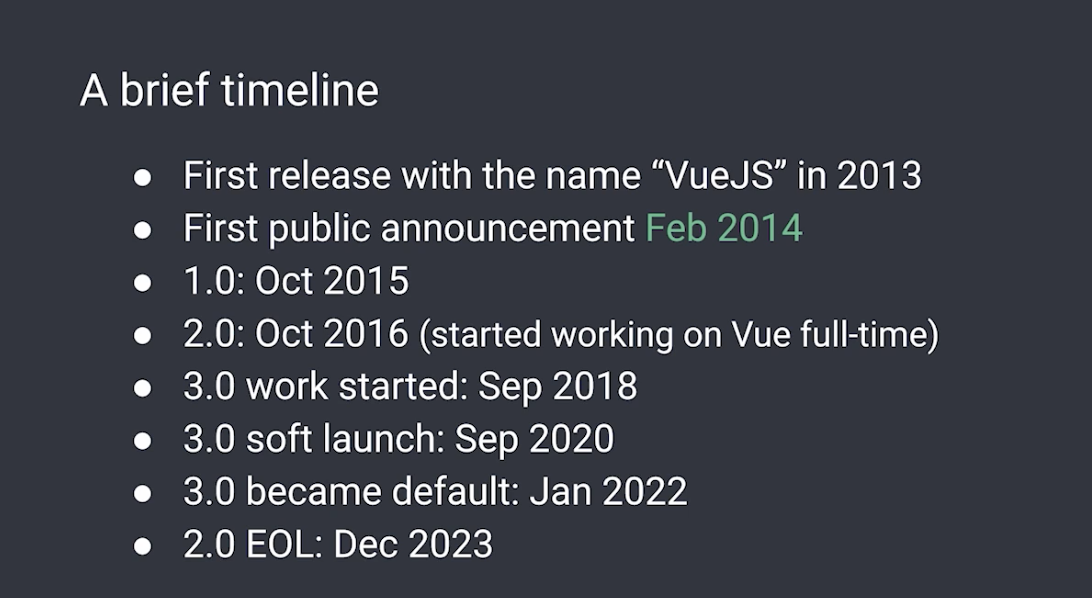 A brief timeline
● First release with the name “VueJS” in 2013
● First public announcement Feb 2014
● 1.0: Oct 2015
● 2.0: Oct 2016 (started working on Vue full-time)
● 3.0 work started: Sep 2018
● 3.0 soft launch: Sep 2020
● 3.0 became default: Jan 2022
● 2.0 EOL: Dec 2023